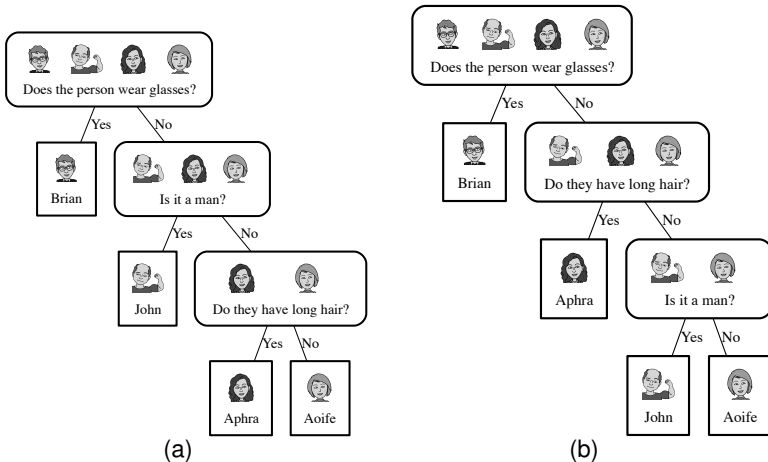 Does the person wear glasses?
Yes
No
Brian
Is it a man?
Yes
No
John
Do they have long hair?
Yes
No
Aphra
Aoife
(a)
Does the person wear glasses?
Yes
No
Brian
Do they have long hair?
Yes
No
Aphra
Is it a man?
Yes
No
John
Aoife
(b)